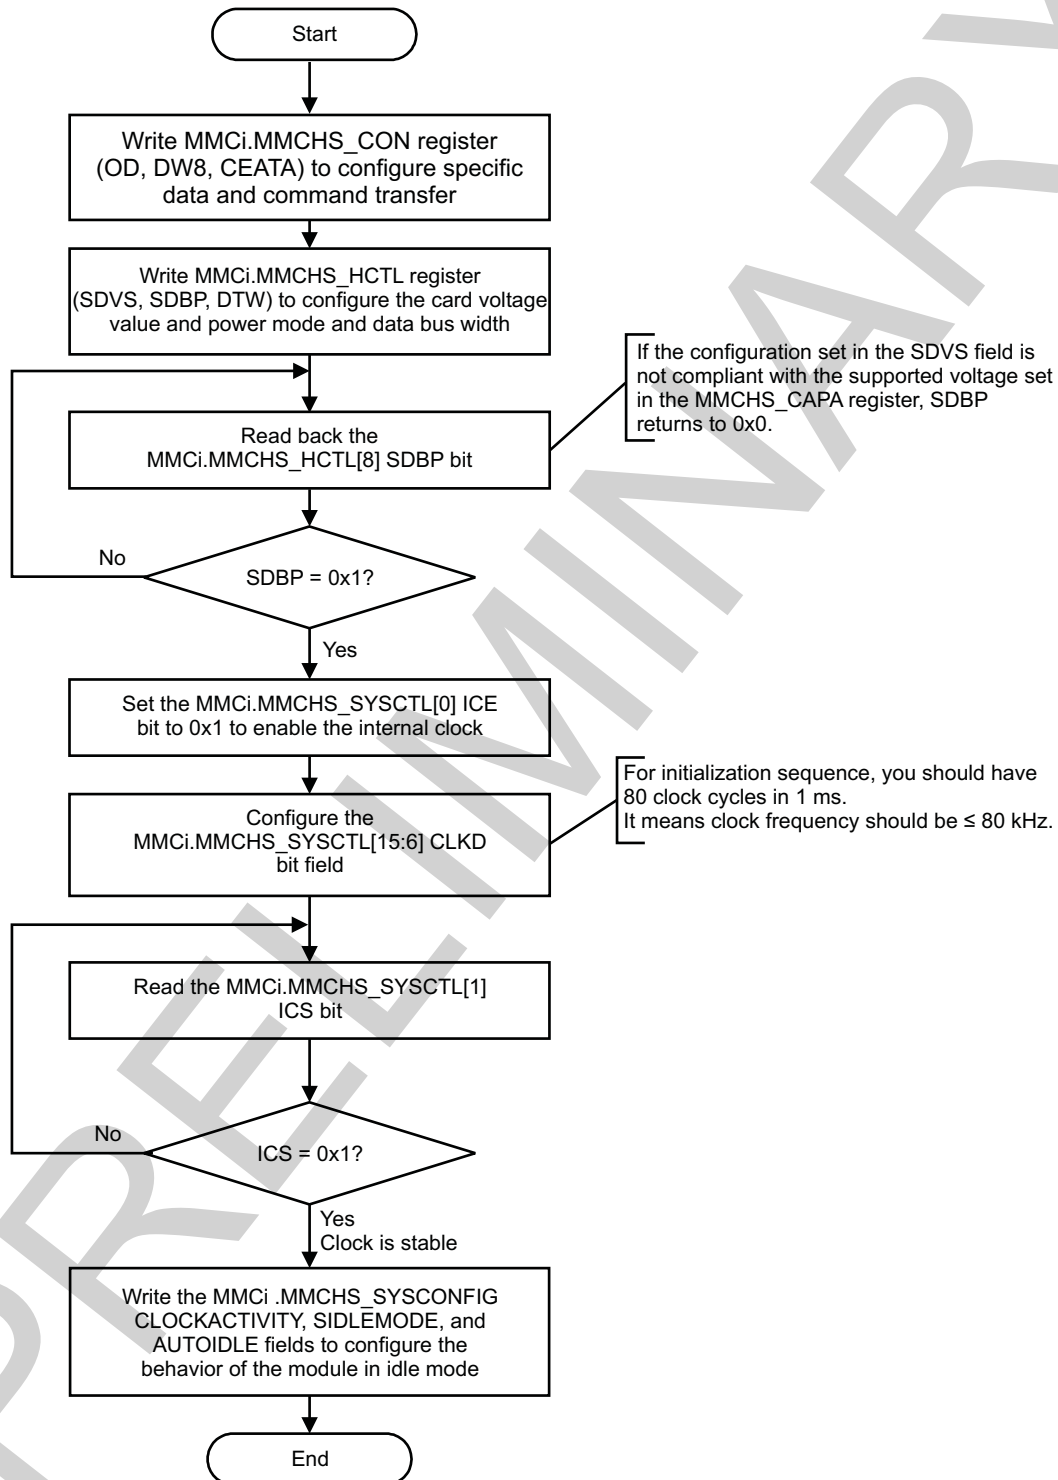 Start
Write MMCi.MMCHS_CON register
(OD, DW8, CEATA) to configure specific
data and command transfer
Write MMCi.MMCHS_HCTL register
(SDVS, SDBP, DTW) to configure the card voltage
value and power mode and data bus width
If the configuration set in the SDVS field is
not compliant with the supported voltage set
in the MMCHS_CAPA register, SDBP
returns to 0x0.
Read back the
MMCi.MMCHS_HCTL[8] SDBP bit
No
SDBP = 0x1?
Yes
Set the MMCi.MMCHS_SYSCTL[0] ICE
bit to 0x1 to enable the internal clock
For initialization sequence, you should have
80 clock cycles in 1 ms.
It means clock frequency should be ≤ 80 kHz.
Configure the
MMCi.MMCHS_SYSCTL[15:6] CLKD
bit field
Read the MMCi.MMCHS_SYSCTL[1]
ICS bit
No
ICS = 0x1?
Yes
Clock is stable
Write the MMCi .MMCHS_SYSCONFIG
CLOCKACTIVITY, SIDLEMODE, and
AUTOIDLE fields to configure the
behavior of the module in idle mode
End
PRELIMINARY